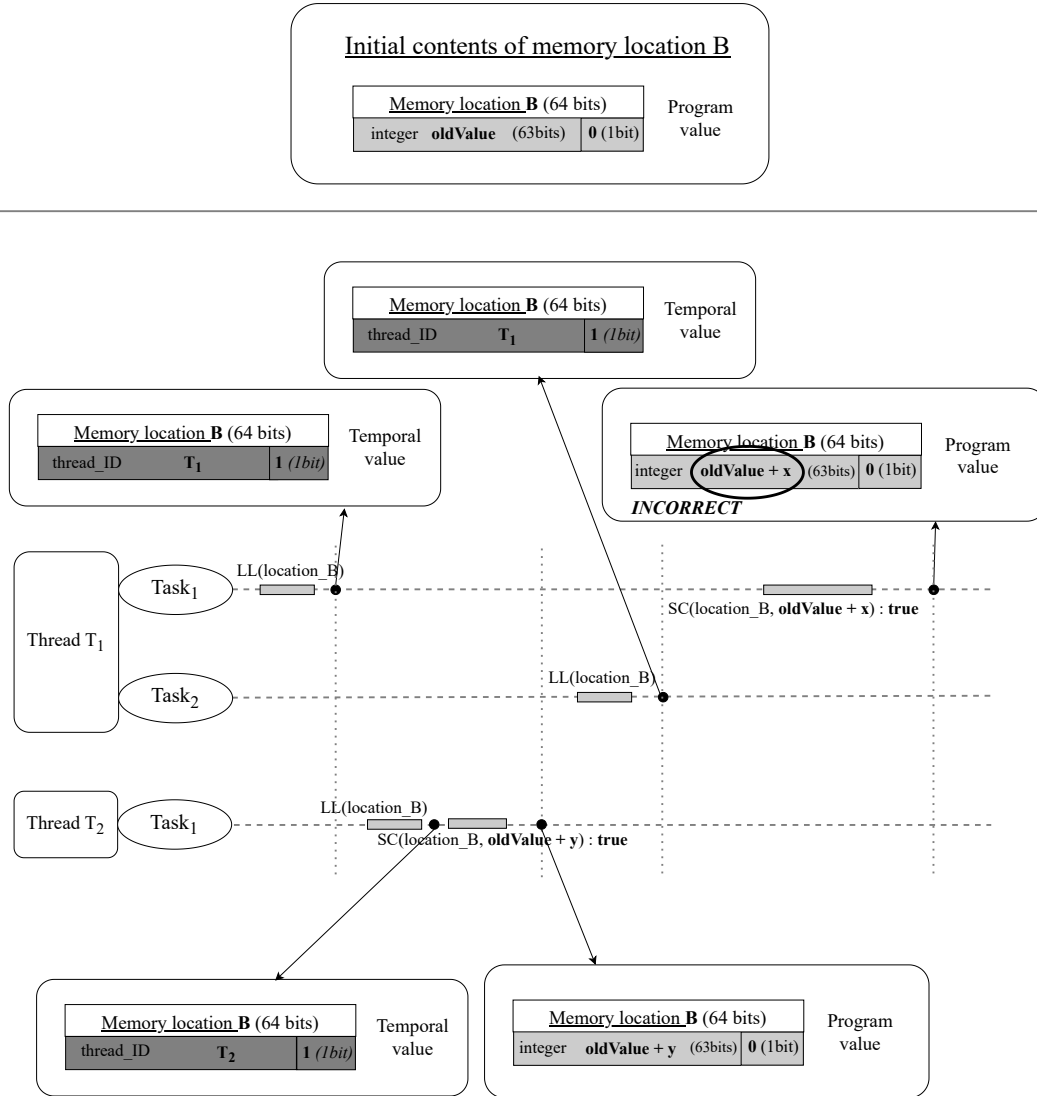 Initial contents of memory location B
Memory location B (64 bits)
integer oldValue (63bits) 0 (1bit)
Program
value
Memory location B (64 bits)
thread_ID T1 1 (1bit)
Temporal
value
Memory location B (64 bits)
thread_ID T1 1 (1bit)
Temporal
value
Memory location B (64 bits)
integer oldValue + x (63bits) 0 (1bit)
INCORRECT
Program
value
Thread T1
Task1
LL(location_B)
SC(location_B, oldValue + x) : true
Task2
LL(location_B)
Thread T2
Task1
LL(location_B)
SC(location_B, oldValue + y) : true
Memory location B (64 bits)
thread_ID T2 1 (1bit)
Temporal
value
Memory location B (64 bits)
integer oldValue + y (63bits) 0 (1bit)
Program
value